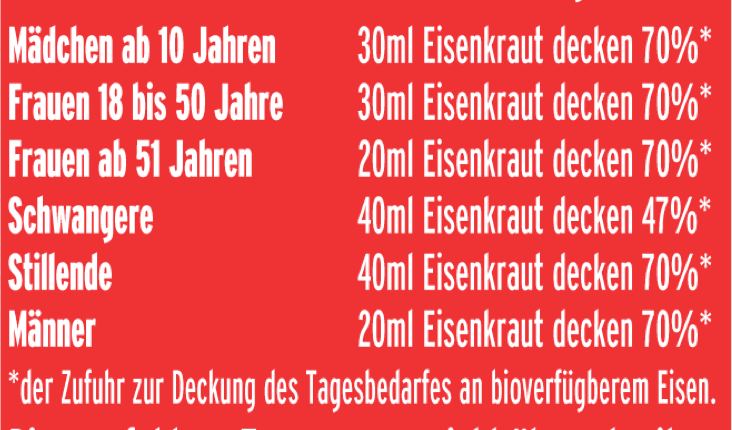 Mädchen ab 10 Jahren 30ml Eisenkraut decken 70%*
Frauen 18 bis 50 Jahre 30ml Eisenkraut decken 70%*
Frauen ab 51 Jahren 20ml Eisenkraut decken 70%*
Schwangere 40ml Eisenkraut decken 47%*
Stillende 40ml Eisenkraut decken 70%*
Männer 20ml Eisenkraut decken 70%*
*der Zufuhr zur Deckung des Tagesbedarfes an bioverfügberem Eisen.